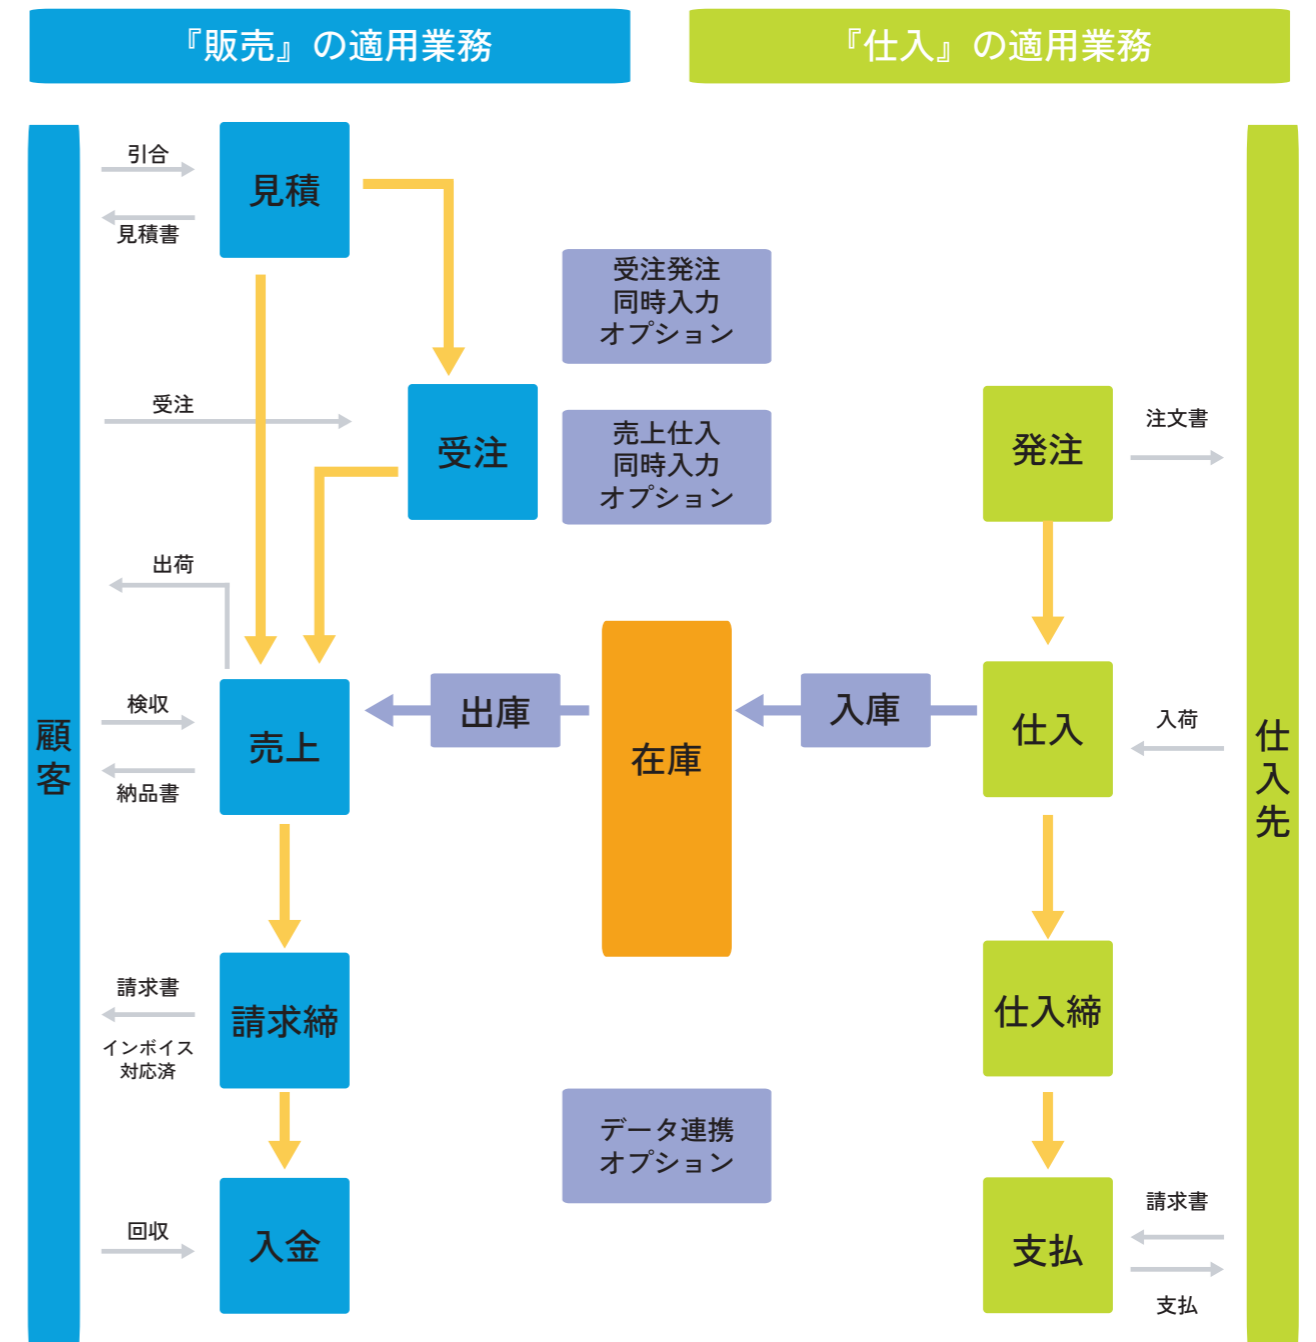 『販売』の適用業務
『仕入』の適用業務
顧客
引合
見積書
見積
受注発注
同時入力
オプション
受注
受注
売上仕入
同時入力
オプション
発注
注文書
出荷
検収
納品書
売上
出庫
在庫
入庫
仕入
入荷
仕入先
請求書
インボイス
対応済
請求締
仕入締
データ連携
オプション
回収
入金
支払
請求書
支払